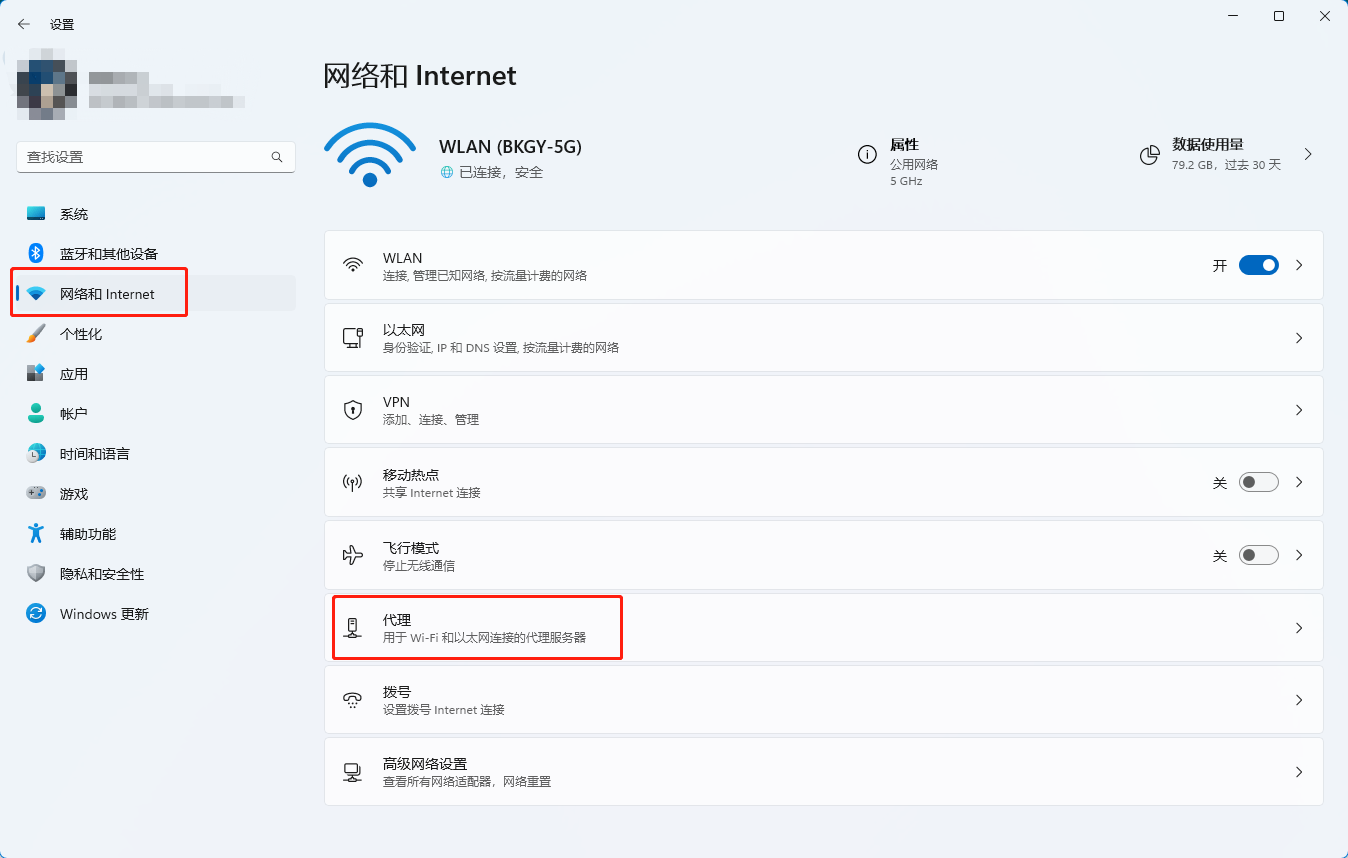 设置
查找设置
系统
蓝牙和其他设备
网络和 Internet
个性化
应用
帐户
时间和语言
游戏
辅助功能
隐私和安全性
Windows 更新
网络和 Internet
WLAN (BKGY-5G)
已连接，安全
属性
公用网络
5 GHz
数据使用量
79.2 GB，过去 30 天
WLAN
连接, 管理已知网络, 按流量计费的网络
开
以太网
身份验证, IP 和 DNS 设置, 按流量计费的网络
VPN
添加、连接、管理
移动热点
共享 Internet 连接
关
飞行模式
停止无线通信
关
代理
用于 Wi-Fi 和以太网连接的代理服务器
拨号
设置拨号 Internet 连接
高级网络设置
查看所有网络适配器，网络重置